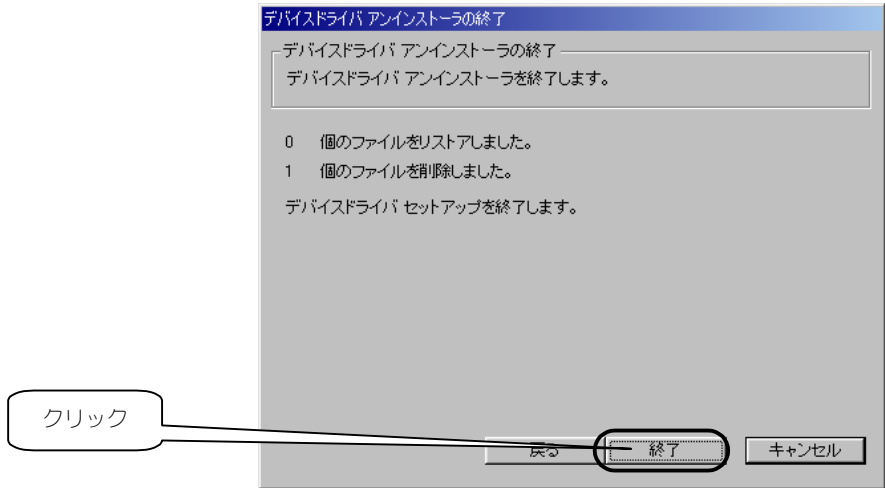 デバイスドライバ アンインストーラの終了
デバイスドライバ アンインストーラの終了
デバイスドライバ アンインストーラを終了します。
0 個のファイルをリストアしました。
1 個のファイルを削除しました。
デバイスドライバ セットアップを終了します。
クリック
戻る 終了 キャンセル